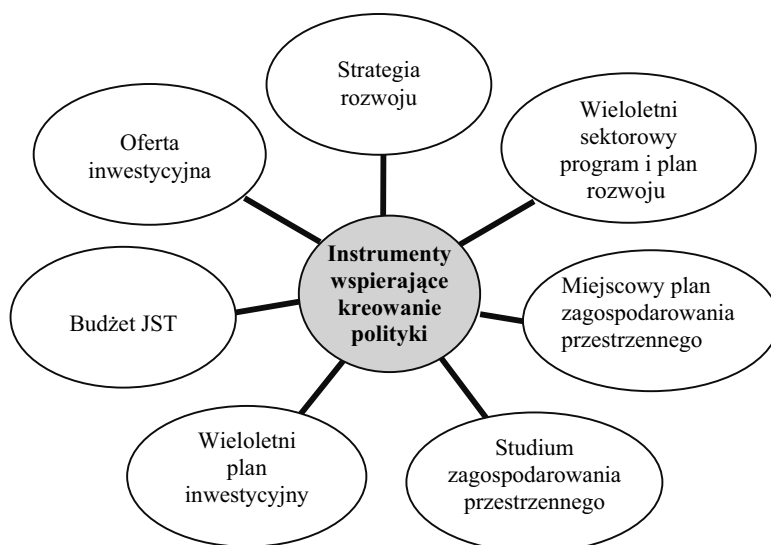 Strategia
rozwoju
Wieloletni
sektorowy
program i plan
rozwoju
Oferta
inwestycyjna
Instrumenty
wspierające
kreowanie
polityki
Miejscowy plan
zagospodarowania
przestrzennego
Budżet JST
Wieloletni
plan
inwestycyjny
Studium
zagospodarowania
przestrzennego